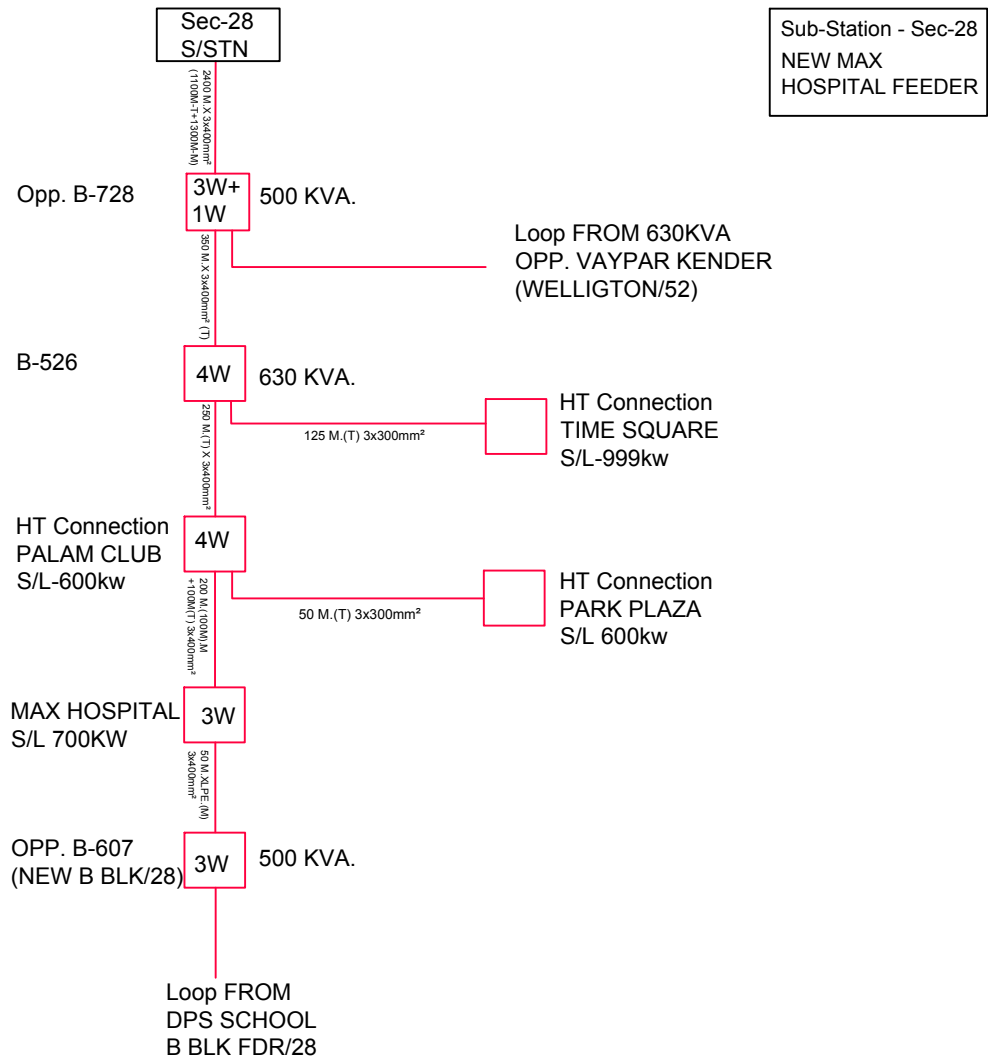 Sec-28
S/STN
Sub-Station - Sec-28
NEW MAX
HOSPITAL FEEDER
2400 M.X 3x400mm²
(1100M-T+1300M-M)
Opp. B-728
3W+
1W
500 KVA.
Loop FROM 630KVA
OPP. VAYPAR KENDER
(WELLIGTON/52)
350 M.X 3x400mm² (T)
B-526
4W
630 KVA.
HT Connection
TIME SQUARE
S/L-999kw
125 M.(T) 3x300mm²
250 M.(T) X 3x400mm²
HT Connection
PALAM CLUB
S/L-600kw
4W
HT Connection
PARK PLAZA
S/L 600kw
50 M.(T) 3x300mm²
200 M.(100M).M
+100M(T) 3x400mm²
MAX HOSPITAL
S/L 700KW
3W
50 M.XLPE.(M)
3x400mm²
OPP. B-607
(NEW B BLK/28)
3W
500 KVA.
Loop FROM
DPS SCHOOL
B BLK FDR/28